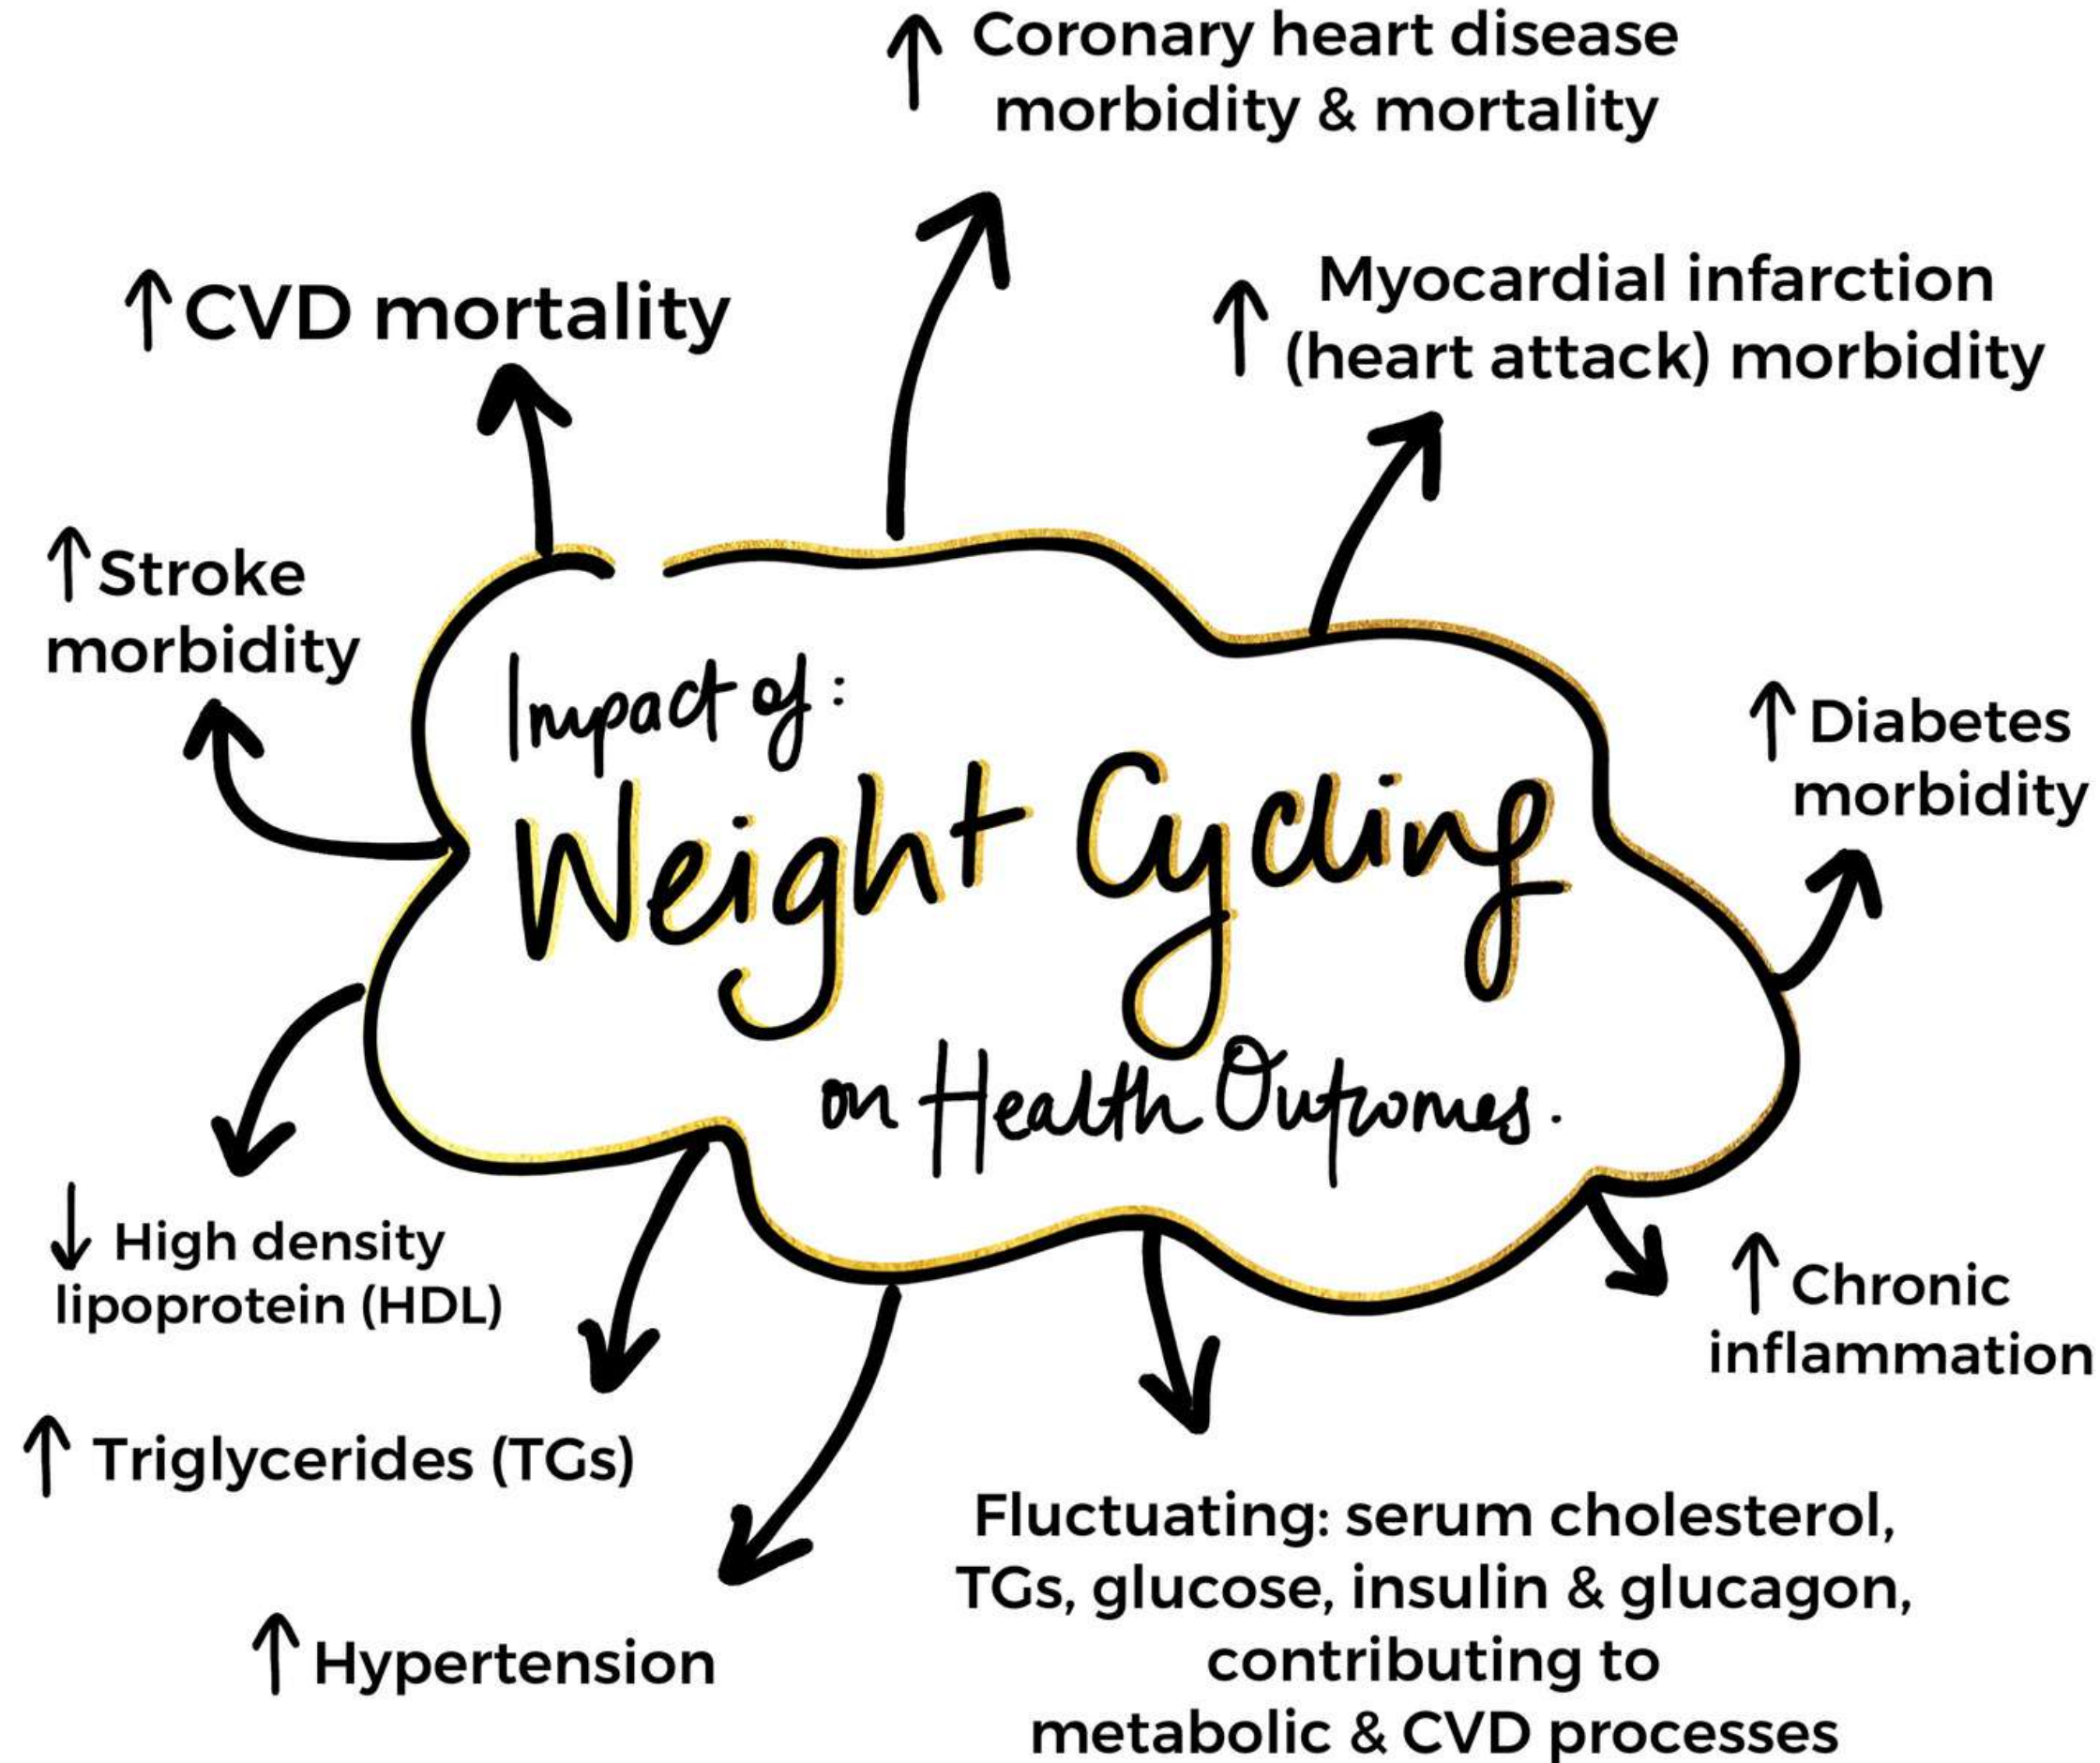 ↑ Coronary heart disease
morbidity & mortality
↑ CVD mortality
↑ Myocardial infarction
(heart attack) morbidity
↑ Stroke
morbidity
↑ Diabetes
morbidity
Impact of:
Weight Cycling
on Health Outcomes.
↓ High density
lipoprotein (HDL)
↑ Triglycerides (TGs)
↑ Hypertension
Fluctuating: serum cholesterol,
TGs, glucose, insulin & glucagon,
contributing to
metabolic & CVD processes
↑ Chronic
inflammation